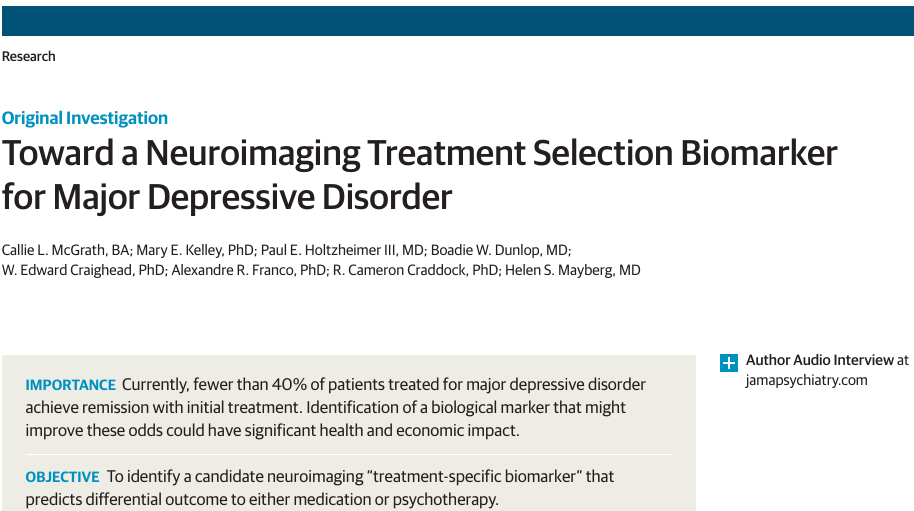 Research
Original Investigation
Toward a Neuroimaging Treatment Selection Biomarker
for Major Depressive Disorder
Callie L. McGrath, BA; Mary E. Kelley, PhD; Paul E. Holtzheimer III, MD; Boadie W. Dunlop, MD;
W. Edward Craighead, PhD; Alexandre R. Franco, PhD; R. Cameron Craddock, PhD; Helen S. Mayberg, MD
IMPORTANCE Currently, fewer than 40% of patients treated for major depressive disorder
achieve remission with initial treatment. Identification of a biological marker that might
improve these odds could have significant health and economic impact.
OBJECTIVE To identify a candidate neuroimaging “treatment-specific biomarker” that
predicts differential outcome to either medication or psychotherapy.
Author Audio Interview at
jamapsychiatry.com